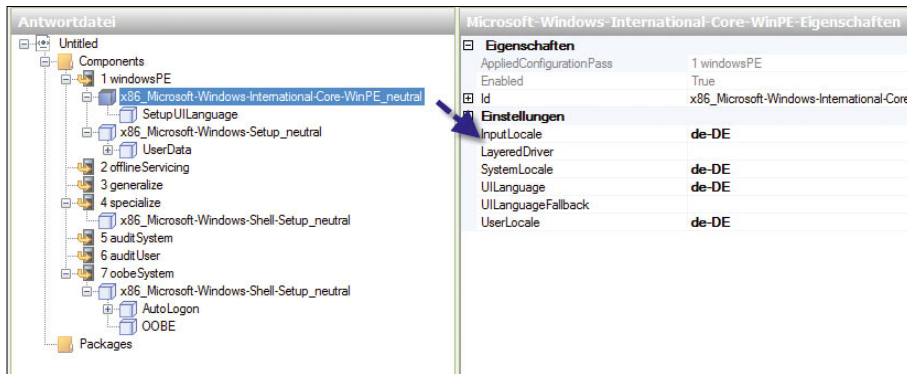 Antwortdatei
Untitled
Components
1 windowsPE
x86_Microsoft-Windows-International-Core-WinPE_neutral
SetupUILanguage
x86_Microsoft-Windows-Setup_neutral
UserData
2 offlineServicing
3 generalize
4 specialize
x86_Microsoft-Windows-Shell-Setup_neutral
5 auditSystem
6 auditUser
7 oobeSystem
x86_Microsoft-Windows-Shell-Setup_neutral
AutoLogon
OOBE
Packages
Microsoft-Windows-International-Core-WinPE-Eigenschaften
Eigenschaften
AppliedConfigurationPass 1 windowsPE
Enabled True
Id x86_Microsoft-Windows-International-Core
Einstellungen
InputLocale de-DE
LayeredDriver
SystemLocale de-DE
UILanguage de-DE
UILanguageFallback
UserLocale de-DE